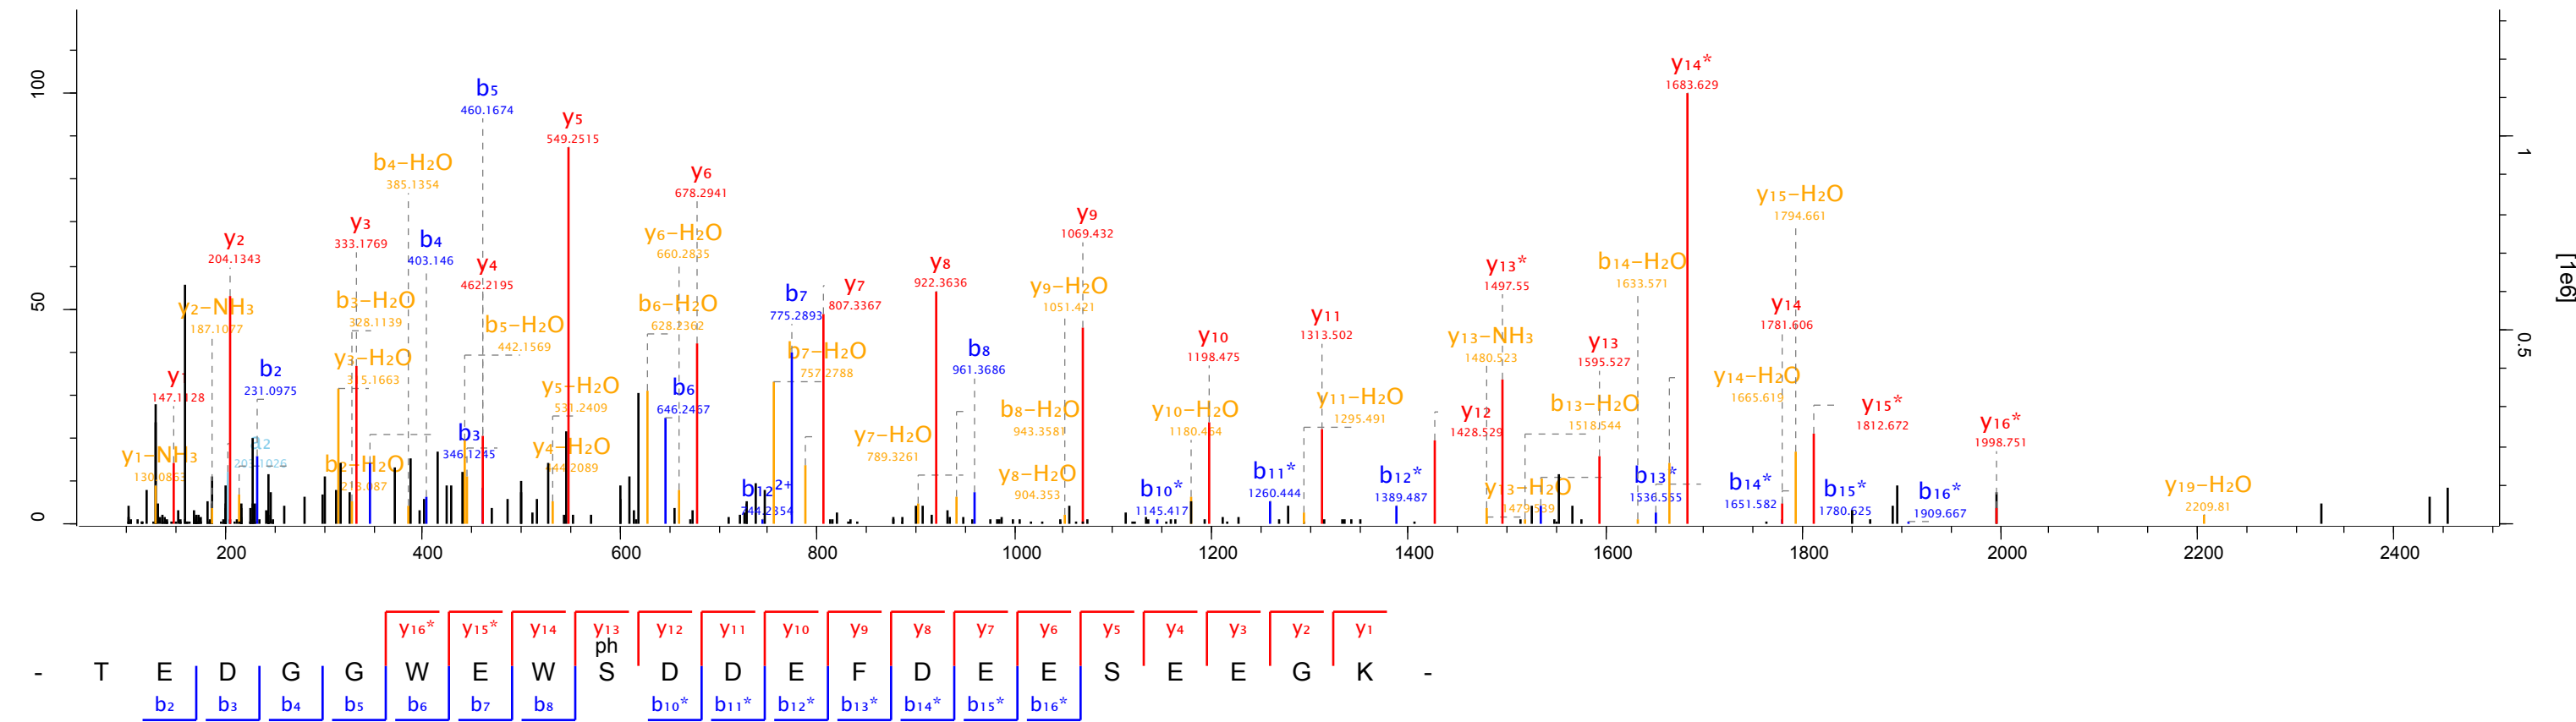 100
50
0
1
0.5
[1e6]
y14*
1683.629
b5
460.1674
y5
549.2515
b4-H2O
385.1354
y6
678.2941
y15-H2O
1794.661
y9
1069.432
y3
333.1769
y2
204.1343
b4
403.146
y6-H2O
660.2835
y4
462.2195
y8
922.3636
y13*
1497.55
b14-H2O
1633.571
y9-H2O
1051.421
y7
807.3367
b7
775.2893
b3-H2O
328.1139
y2-NH3
187.1077
b6-H2O
628.2362
y14
1781.606
y11
1313.502
b5-H2O
442.1569
y10
1198.475
y13-NH3
1480.523
y13
1595.527
y3-H2O
b7-H2O
757.2788
b8
961.3686
b2
231.0975
y5-H2O
531.2409
b6
646.2467
y14-H2O
1665.619
y11-H2O
1295.491
b13-H2O
1518.544
b8-H2O
943.3581
y10-H2O
1180.464
y12
1428.529
y15*
1812.672
y16*
1998.751
b3
346.1245
y7-H2O
789.3261
y4-H2O
y1-NH3
b2-H2O
y8-H2O
904.353
b11*
1260.444
b12*
1389.487
b13*
1536.555
b14*
1651.582
b10*
1145.417
y13-H2O
b15*
1780.625
b16*
1909.667
y19-H2O
2209.81
b12 2+
744.2354
200
400
600
800
1000
1200
1400
1600
1800
2000
2200
2400
y16* y15* y14 y13 y12 y11 y10 y9 y8 y7 y6 y5 y4 y3 y2 y1
ph
- T E D G G W E W S D D E F D E E S E E G K -
b2 b3 b4 b5 b6 b7 b8 b10* b11* b12* b13* b14* b15* b16*